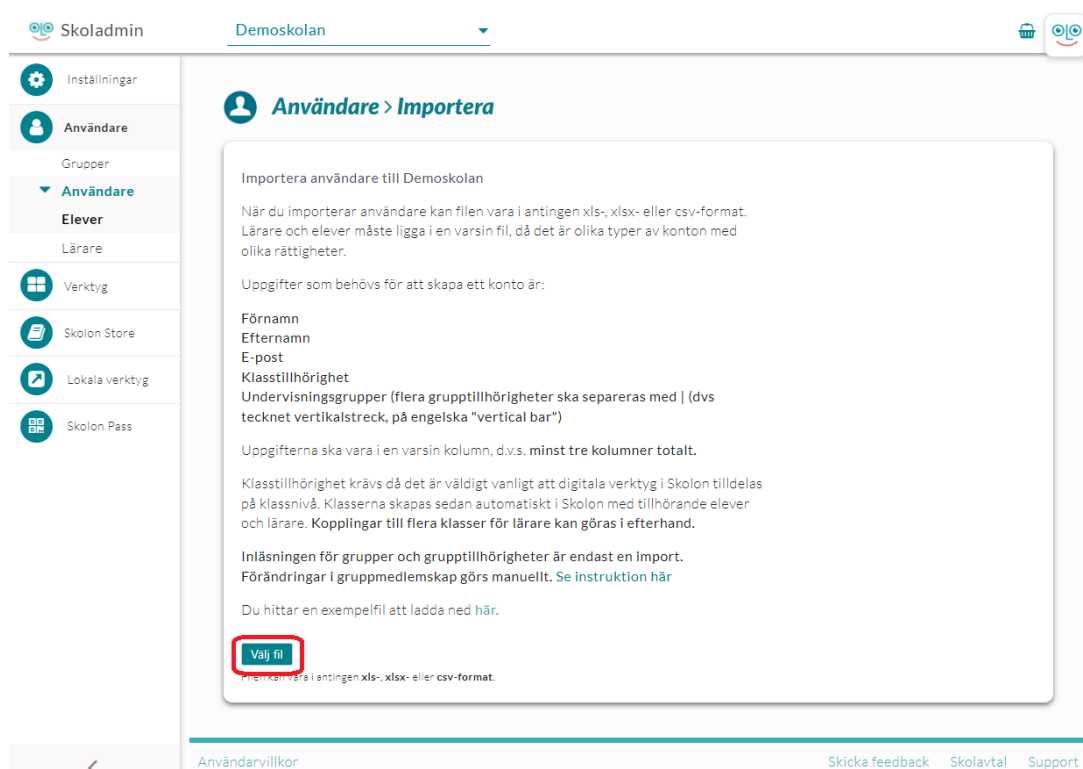 Skoladmin
Demoskolan
Inställningar
Användare
Grupper
Användare
Elever
Lärare
Verktyg
Skolon Store
Lokala verktyg
Skolon Pass
Användare > Importera
Importera användare till Demoskolan
När du importerar användare kan filen vara i antingen xls-, xlsx- eller csv-format.
Lärare och elever måste ligga i en varsin fil, då det är olika typer av konton med
olika rättigheter.
Uppgifter som behövs för att skapa ett konto är:
Förnamn
Efternamn
E-post
Klasstillhörighet
Undervisningsgrupper (flera grupptillhörigheter ska separeras med | (dvs
tecknet vertikalstreck, på engelska "vertical bar")
Uppgifterna ska vara i en varsin kolumn, d.v.s. minst tre kolumner totalt.
Klasstillhörighet krävs då det är väldigt vanligt att digitala verktyg i Skolon tilldelas
på klassnivå. Klasserna skapas sedan automatiskt i Skolon med tillhörande elever
och lärare. Kopplingar till flera klasser för lärare kan göras i efterhand.
Inläsningen för grupper och grupptillhörigheter är endast en import.
Förändringar i gruppmedlemskap görs manuellt. Se instruktion här
Du hittar en exempelfil att ladda ned här.
Välj fil
Filen kan vara i antingen xls-, xlsx- eller csv-format.
Användarvillkor
Skicka feedback Skolavtal Support